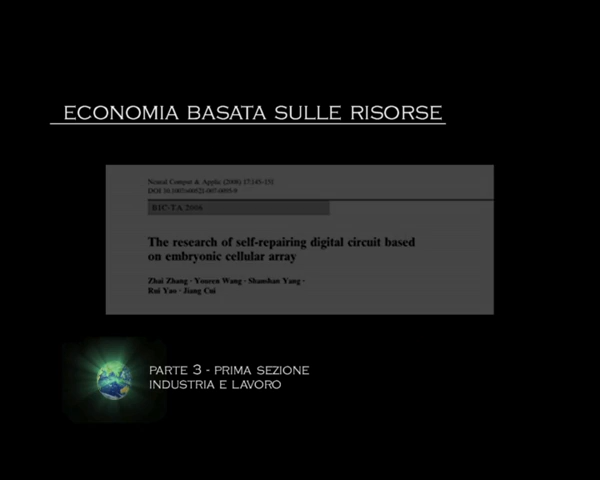 ECONOMIA BASATA SULLE RISORSE
Neural Comput & Applic (2008) 17:145–151
BIC-TA 2006
The research of self-repairing digital circuit based
on embryonic cellular array
Zhai Zhang · Youren Wang · Shanshan Yang ·
Rui Yao · Jiang Cui
PARTE 3 - PRIMA SEZIONE
INDUSTRIA E LAVORO